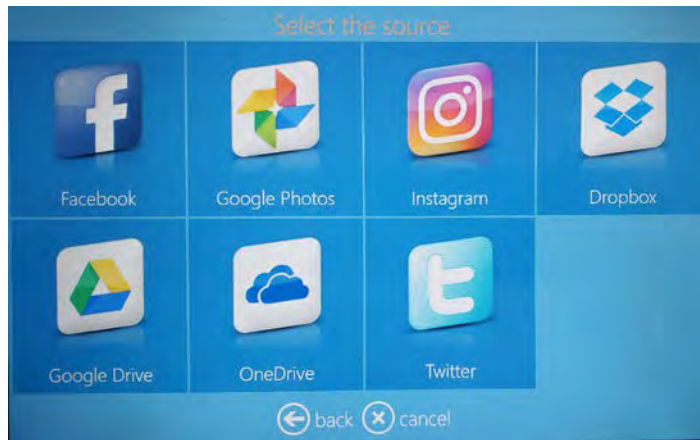 Select the source
Facebook
Google Photos
Instagram
Dropbox
Google Drive
OneDrive
Twitter
back
cancel